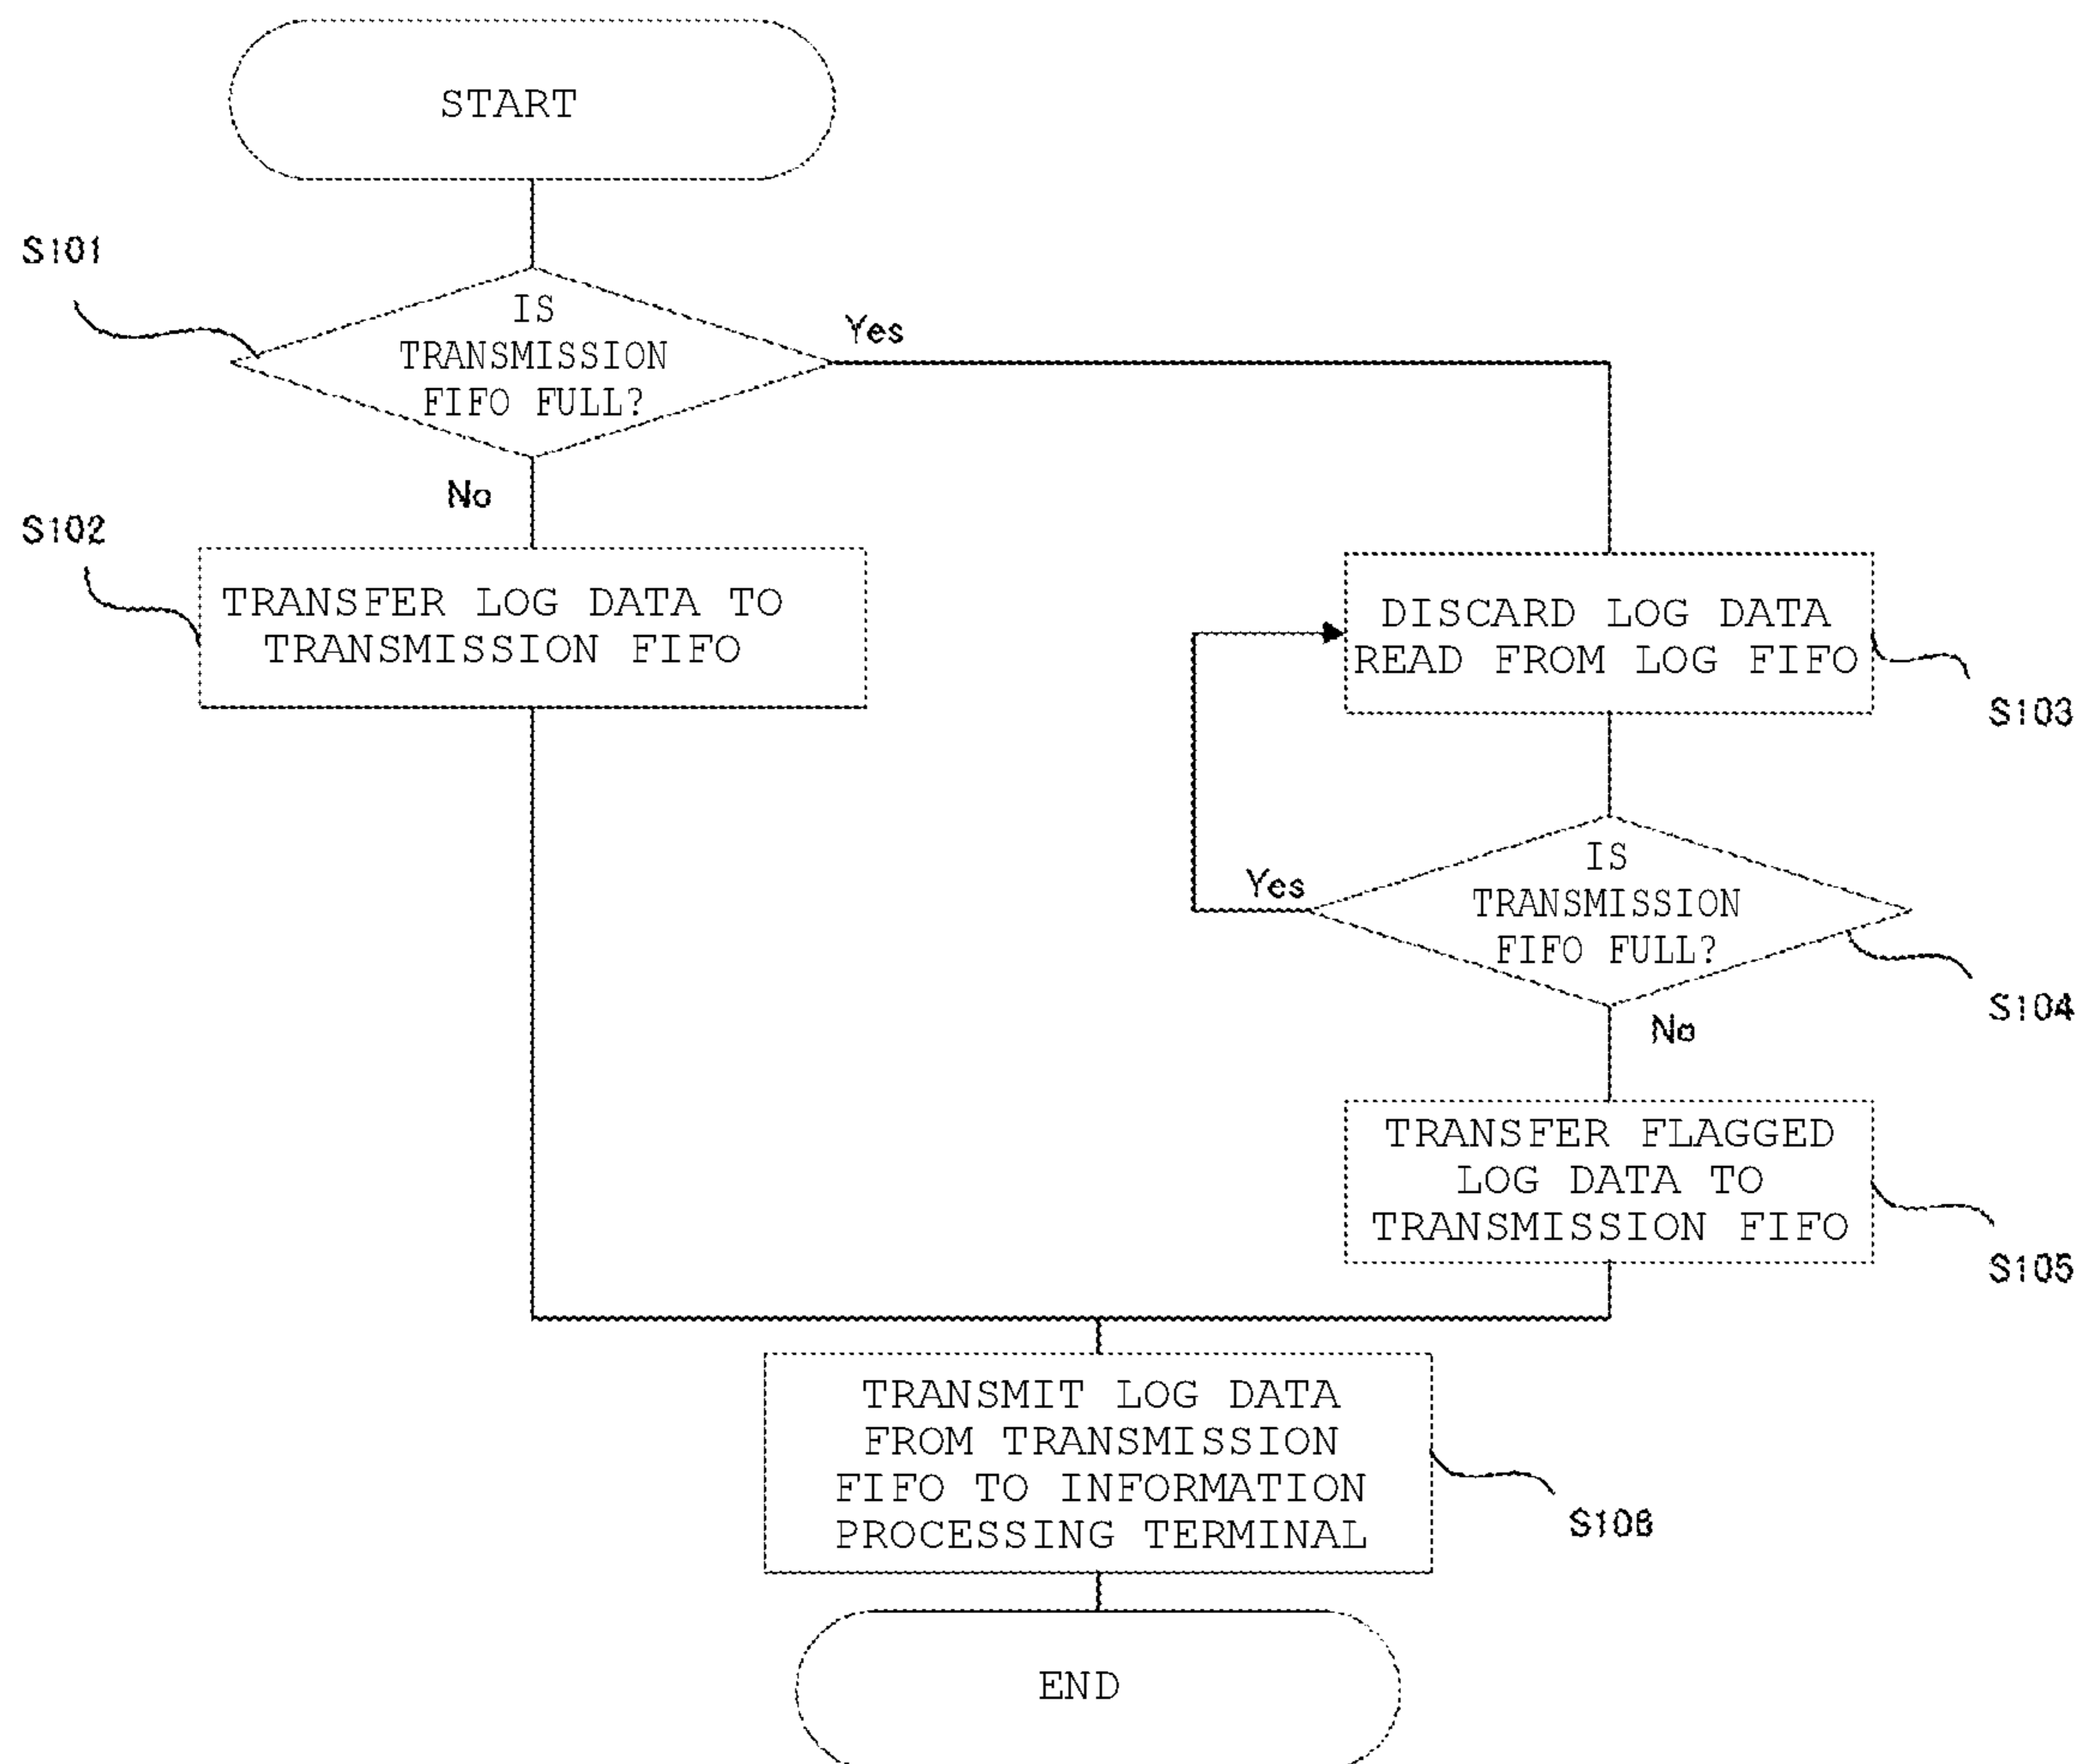 START
S101
IS
TRANSMISSION
FIFO FULL?
Yes
No
S102
TRANSFER LOG DATA TO
TRANSMISSION FIFO
DISCARD LOG DATA
READ FROM LOG FIFO
S103
IS
TRANSMISSION
FIFO FULL?
Yes
S104
No
TRANSFER FLAGGED
LOG DATA TO
TRANSMISSION FIFO
S105
TRANSMIT LOG DATA
FROM TRANSMISSION
FIFO TO INFORMATION
PROCESSING TERMINAL
S106
END